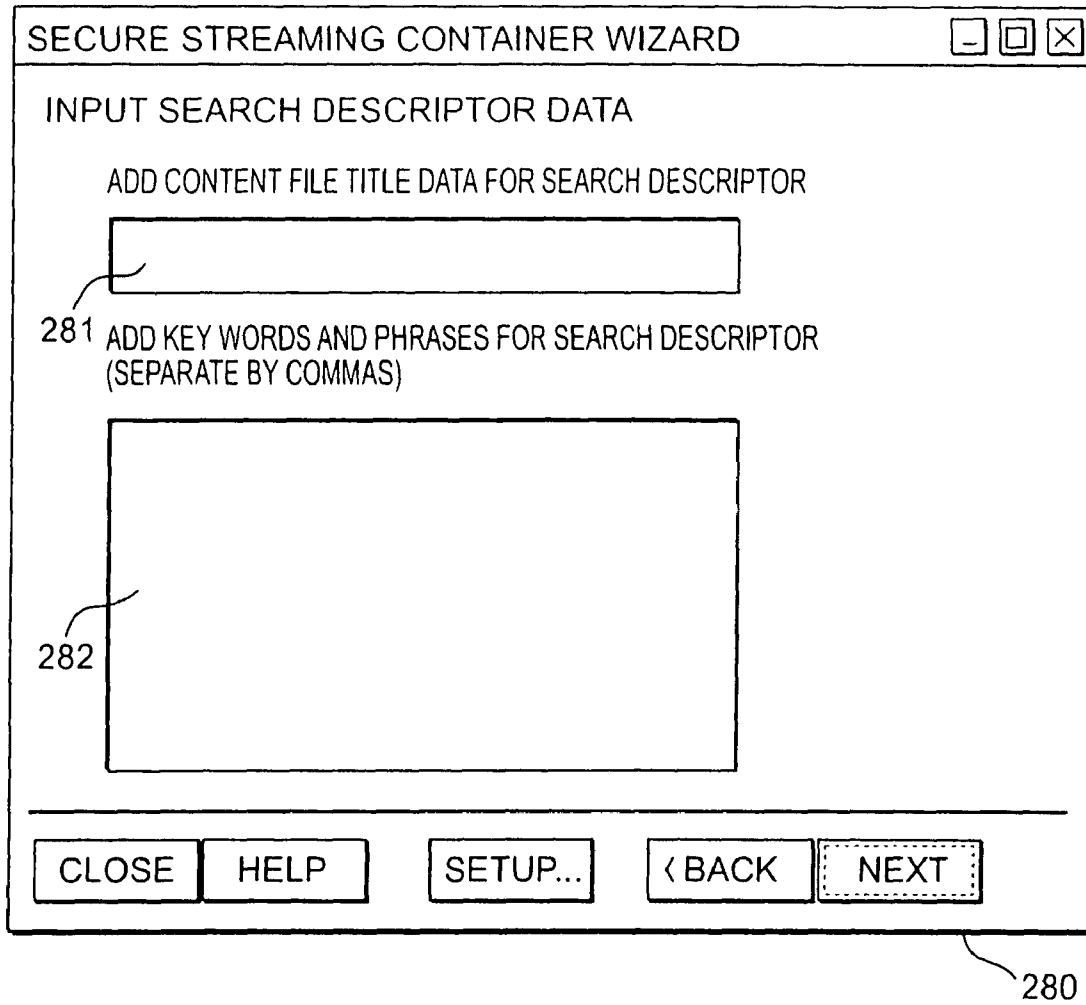 SECURE STREAMING CONTAINER WIZARD
INPUT SEARCH DESCRIPTOR DATA
ADD CONTENT FILE TITLE DATA FOR SEARCH DESCRIPTOR
281
ADD KEY WORDS AND PHRASES FOR SEARCH DESCRIPTOR
(SEPARATE BY COMMAS)
282
CLOSE HELP SETUP... <BACK NEXT
280